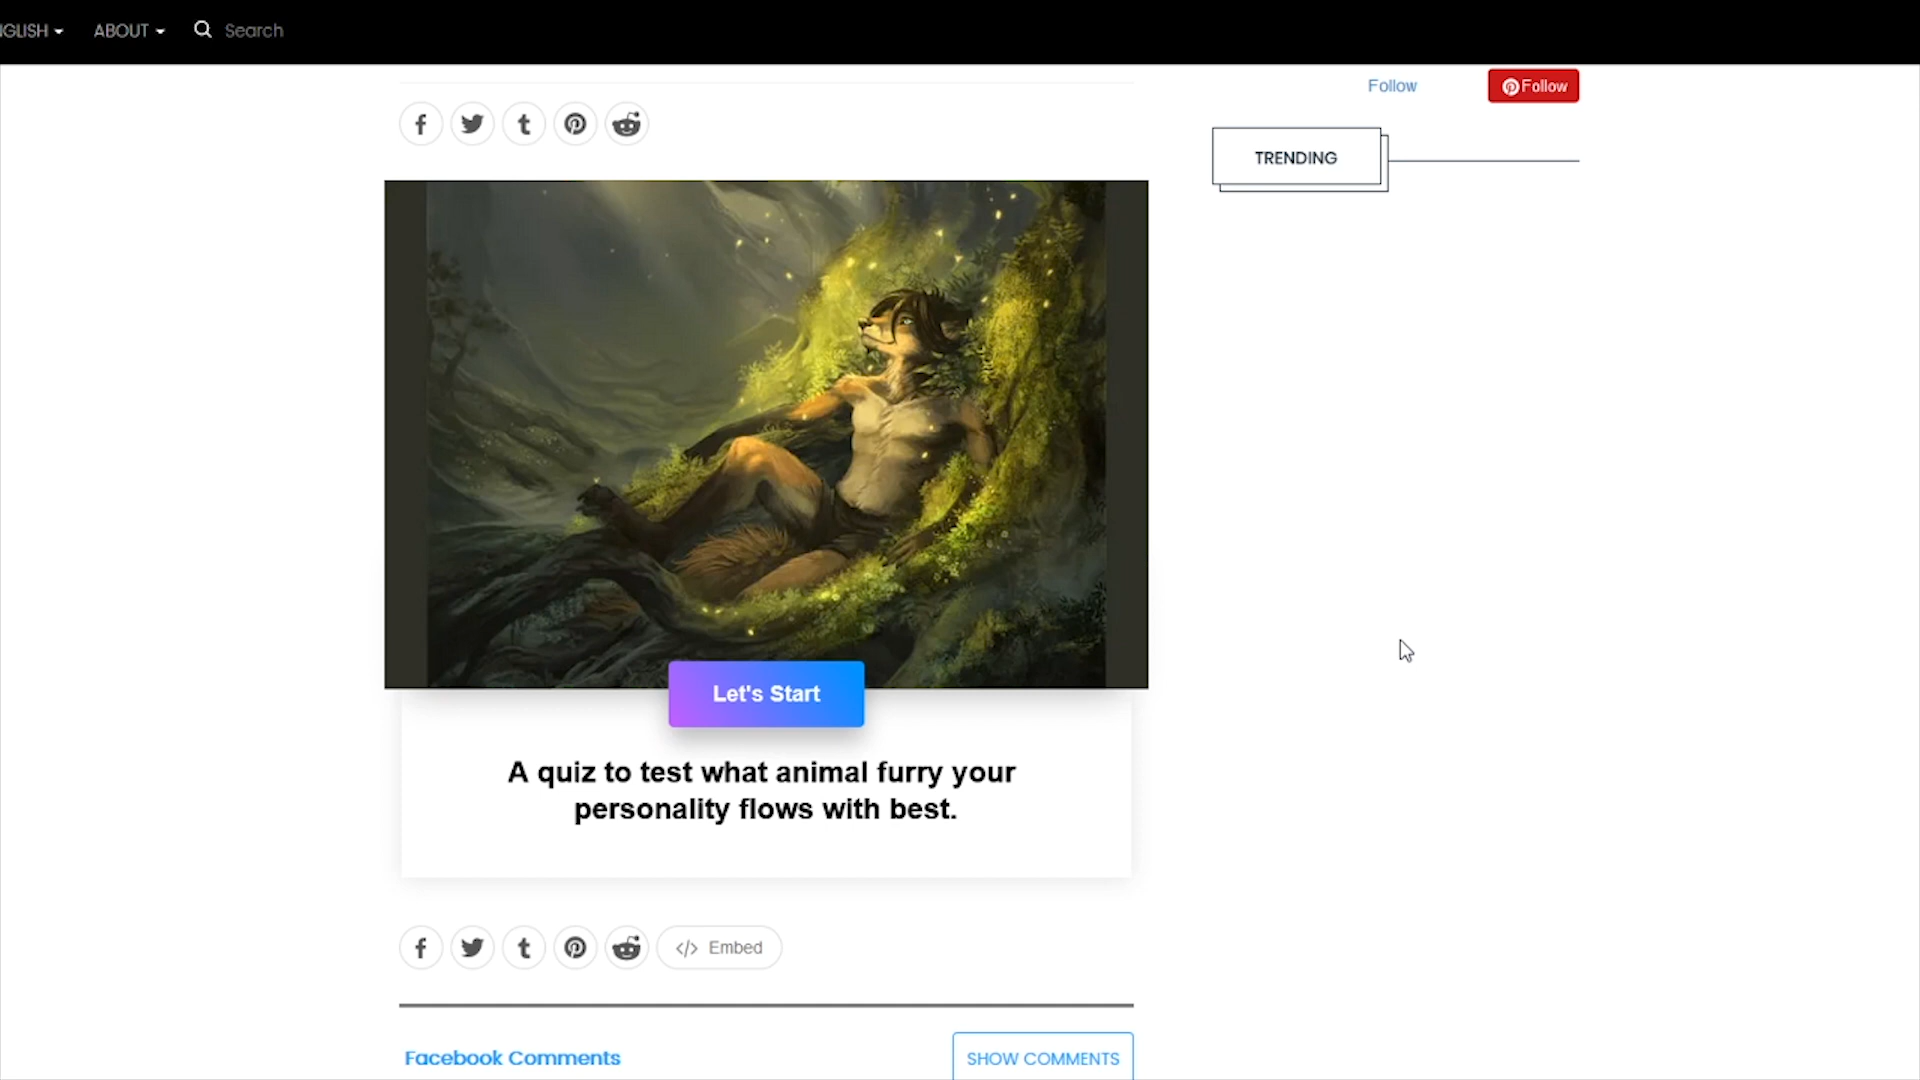 ABOUT
Search
Follow
Follow
TRENDING
Let's Start
A quiz to test what animal furry your
personality flows with best.
</> Embed
Facebook Comments
SHOW COMMENTS